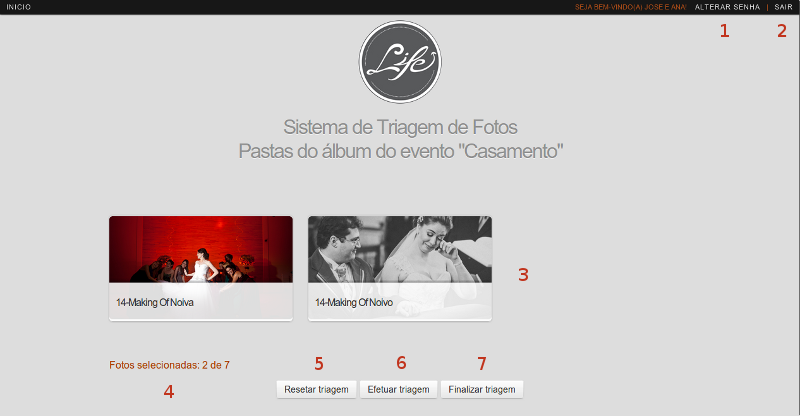 INICIO
SEJA BEM-VINDO(A) JOSE E ANA! ALTERAR SENHA | SAIR
1 2
Life
Sistema de Triagem de Fotos
Pastas do álbum do evento "Casamento"
14-Making Of Noiva
14-Making Of Noivo
3
Fotos selecionadas: 2 de 7
4
5 6 7
Resetar triagem Efetuar triagem Finalizar triagem